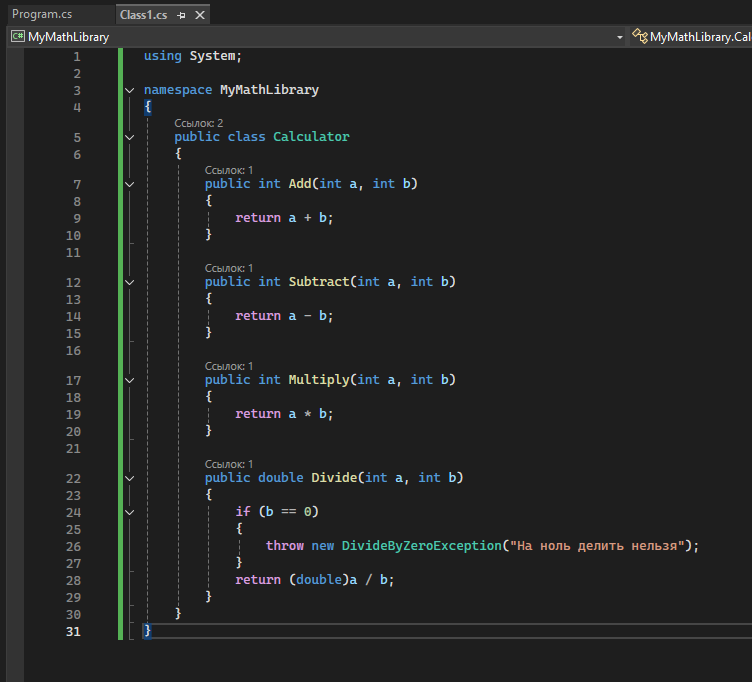 Program.cs Class1.cs
C# MyMathLibrary MyMathLibrary.Cal
1 using System;
2
3 namespace MyMathLibrary
4 {
Ссылок: 2
5 public class Calculator
6 {
Ссылок: 1
7 public int Add(int a, int b)
8 {
9 return a + b;
10 }
11
Ссылок: 1
12 public int Subtract(int a, int b)
13 {
14 return a - b;
15 }
16
Ссылок: 1
17 public int Multiply(int a, int b)
18 {
19 return a * b;
20 }
21
Ссылок: 1
22 public double Divide(int a, int b)
23 {
24 if (b == 0)
25 {
26 throw new DivideByZeroException("На ноль делить нельзя");
27 }
28 return (double)a / b;
29 }
30 }
31 }